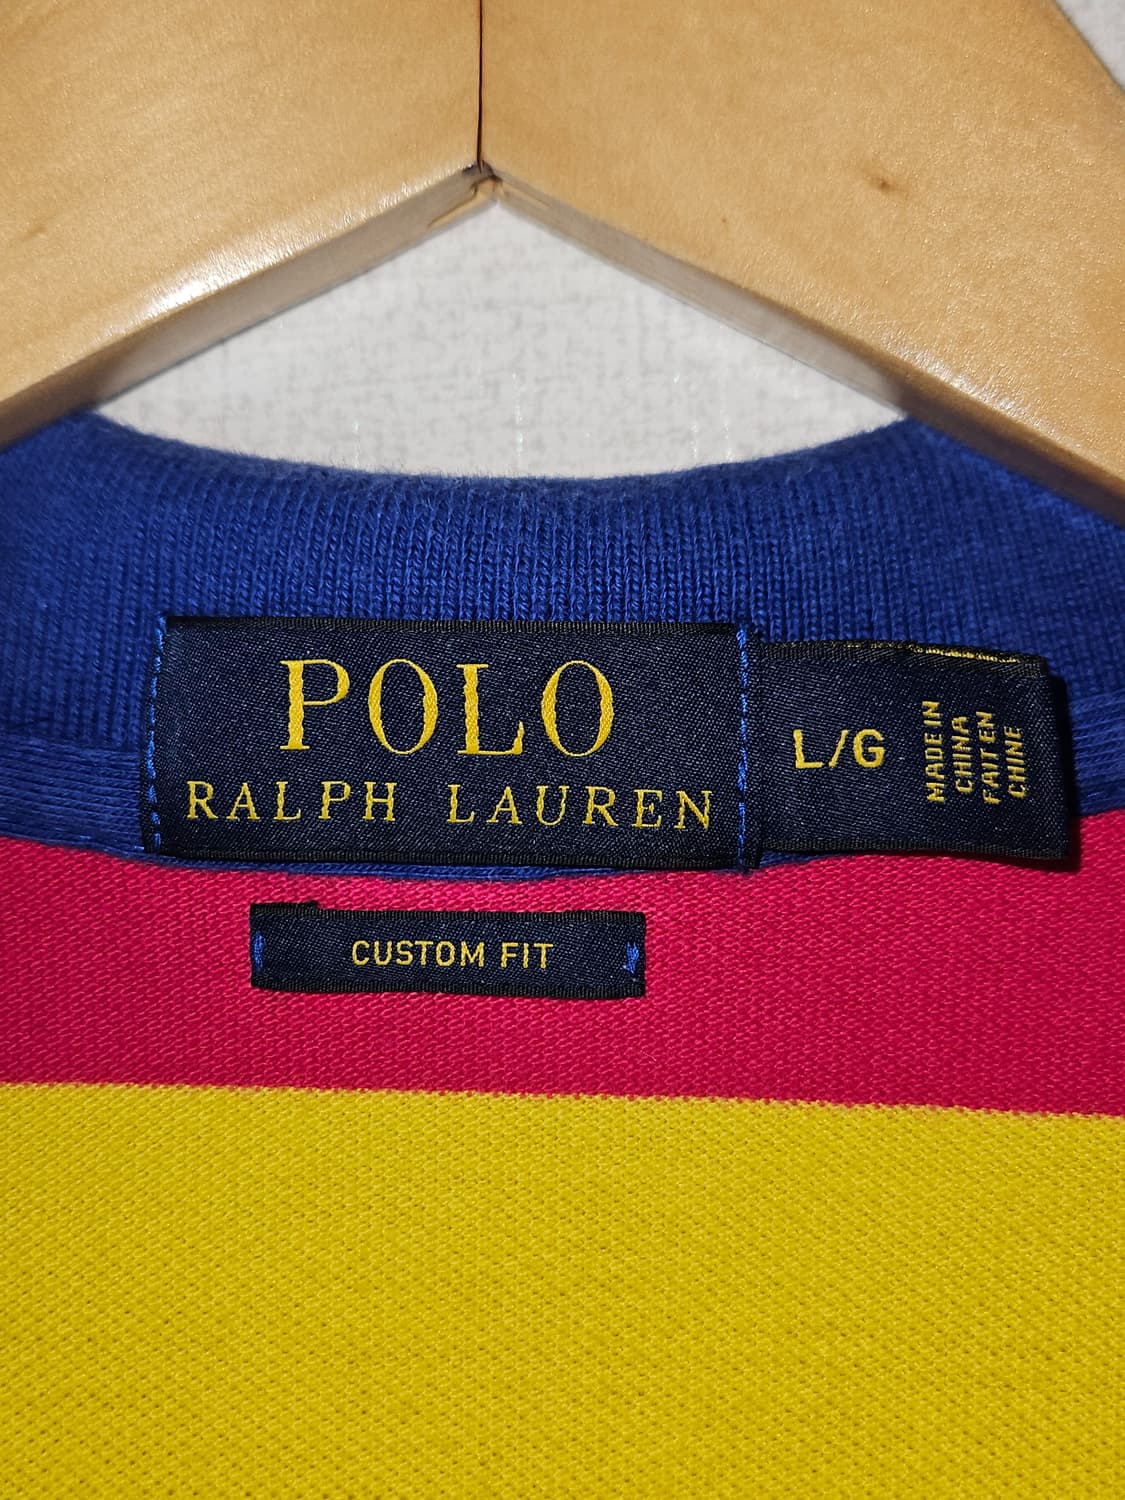 POLO
RALPH LAUREN
L/G
MADE IN
CHINA
FAIT EN
CHINE
CUSTOM FIT